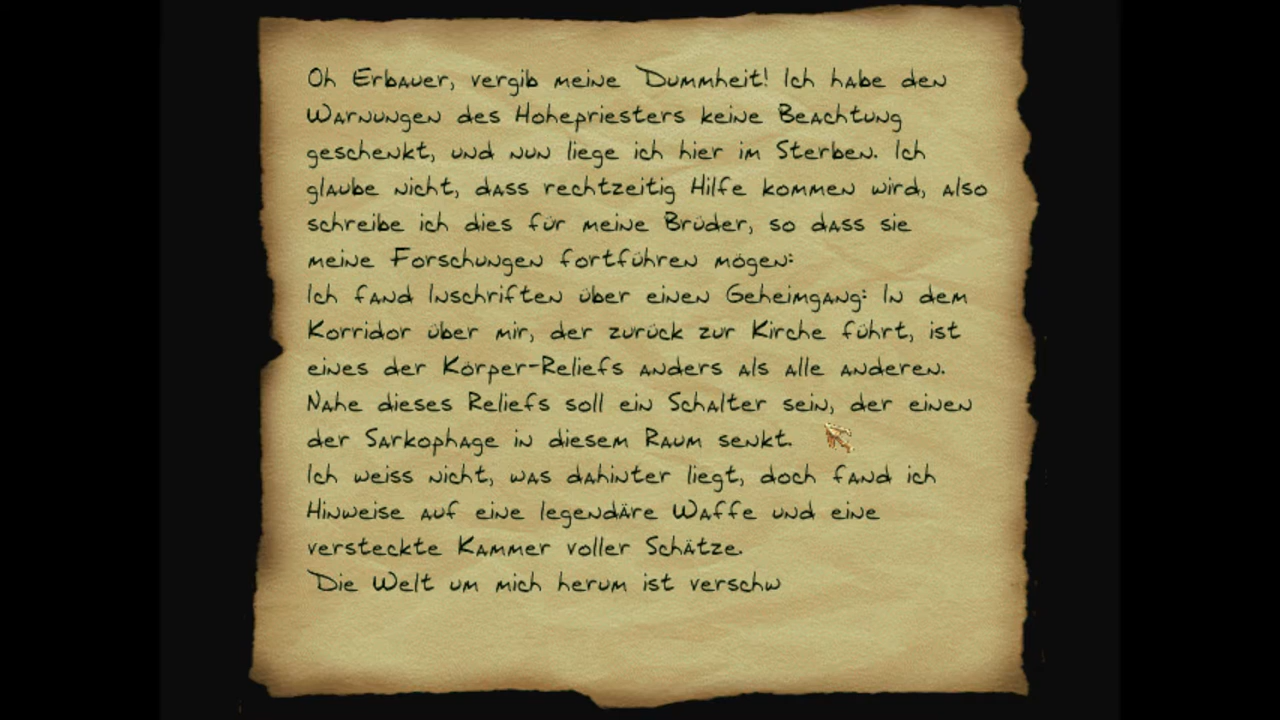 Oh Erbauer, vergib meine Dummheit! Ich habe den
Warnungen des Hohepriesters keine Beachtung
geschenkt, und nun liege ich hier im Sterben. Ich
glaube nicht, dass rechtzeitig Hilfe kommen wird, also
schreibe ich dies für meine Brüder, so dass sie
meine Forschungen fortführen mögen:
Ich fand Inschriften über einen Geheimgang: In dem
Korridor über mir, der zurück zur Kirche führt, ist
eines der Körper-Reliefs anders als alle anderen.
Nahe dieses Reliefs soll ein Schalter sein, der einen
der Sarkophage in diesem Raum senkt.
Ich weiss nicht, was dahinter liegt, doch fand ich
Hinweise auf eine legendäre Waffe und eine
versteckte Kammer voller Schätze.
Die Welt um mich herum ist verschw